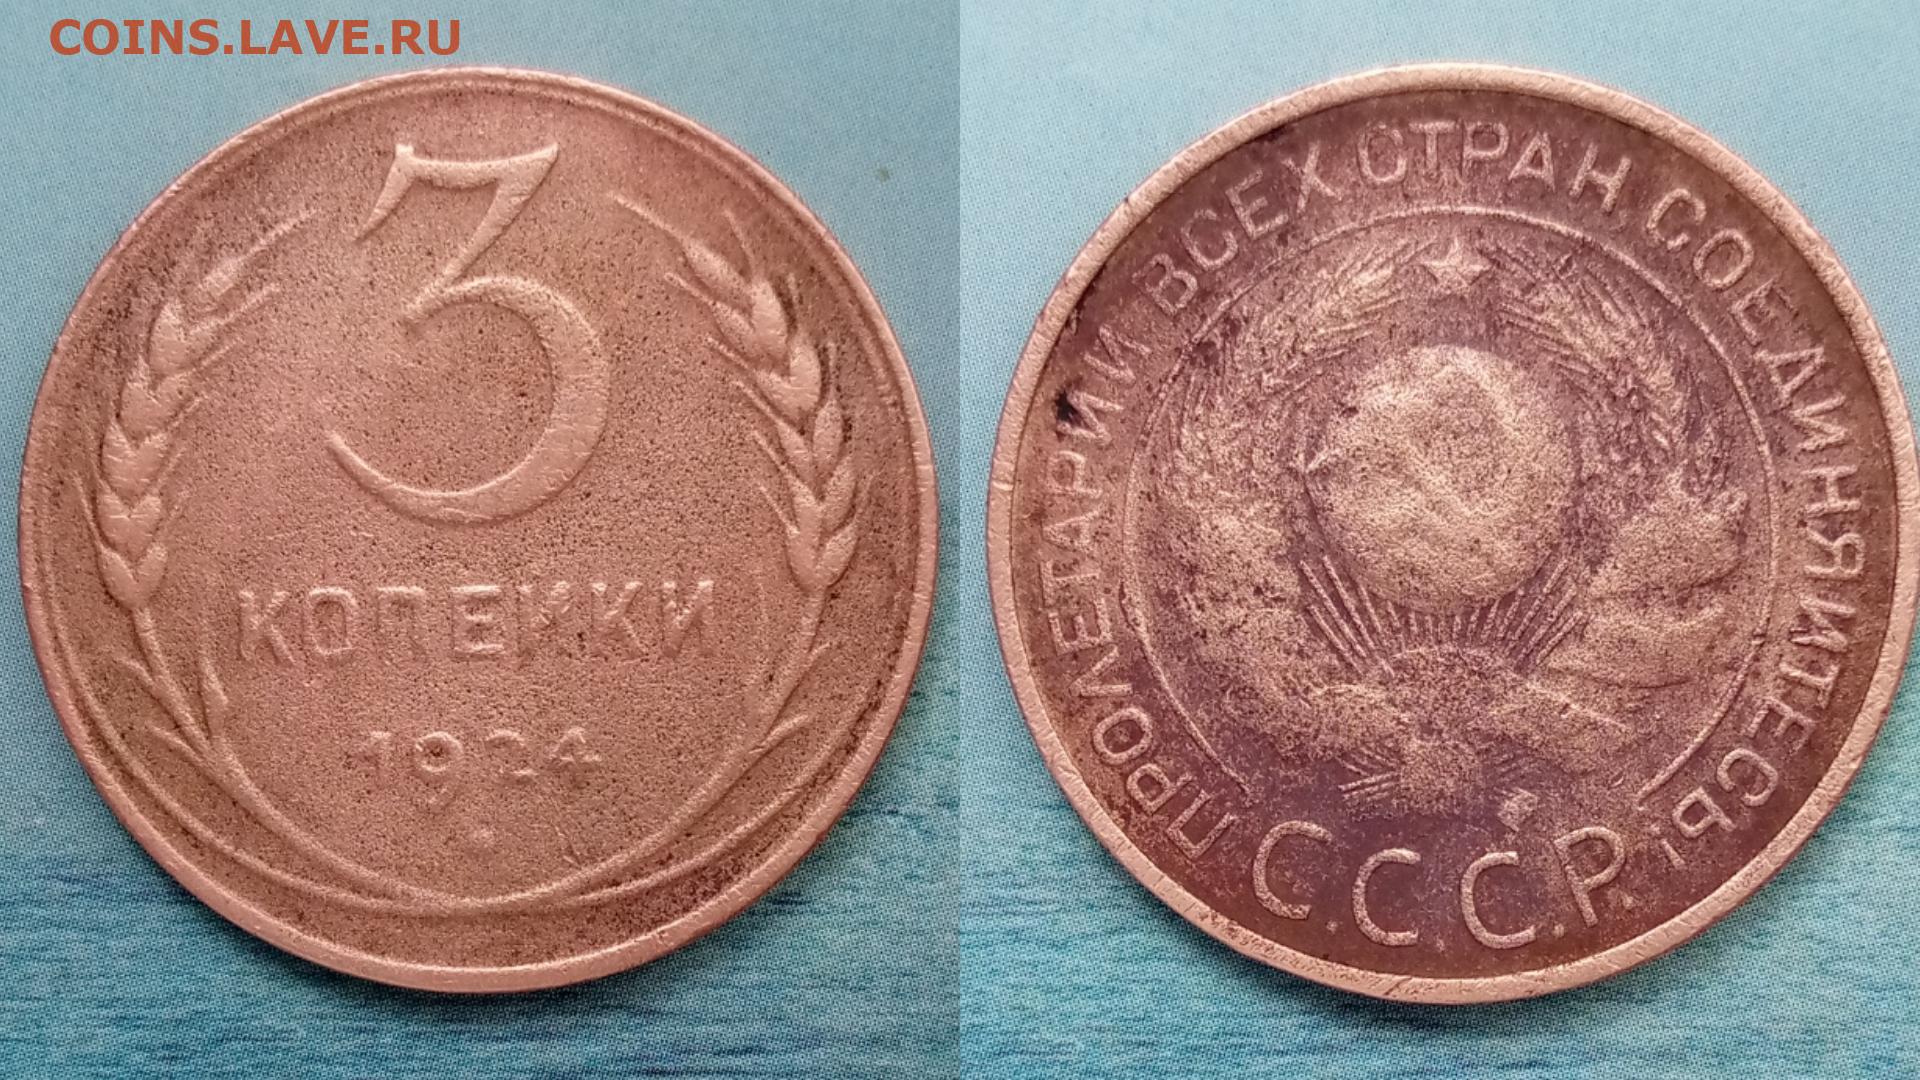 COINS.LAVE.RU
3
КОПЕЙКИ
1924
ПРОЛЕТАРИИ ВСЕХ СТРАН, СОЕДИНЯЙТЕСЬ!
С.С.С.Р.